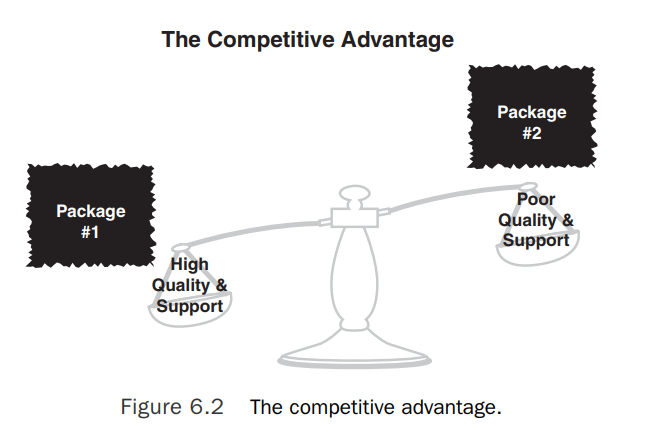 The Competitive Advantage
Package
#2
Package
#1
Poor
Quality &
Support
High
Quality &
Support
Figure 6.2 The competitive advantage.